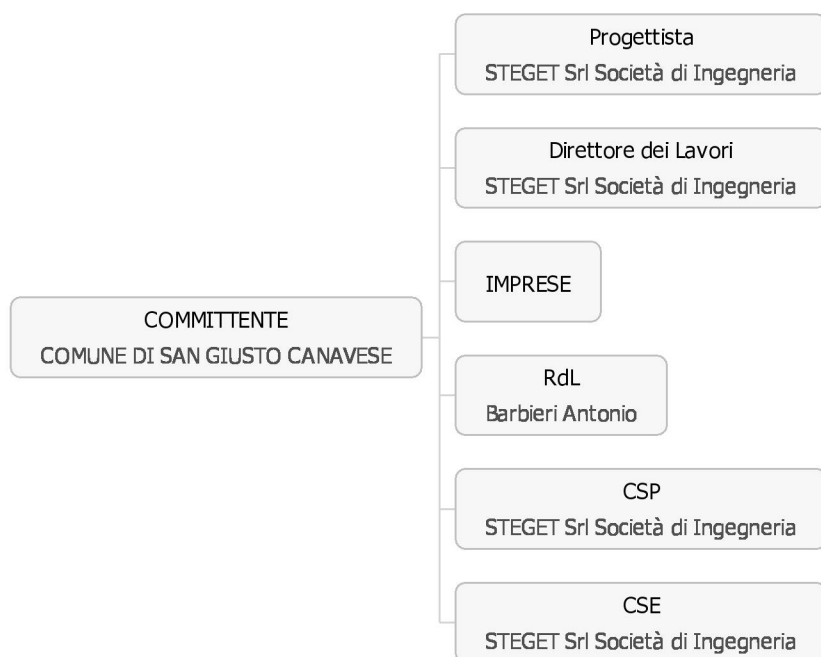 Progettista
STEGET Srl Società di Ingegneria
Direttore dei Lavori
STEGET Srl Società di Ingegneria
IMPRESE
COMMITTENTE
COMUNE DI SAN GIUSTO CANAVESE
RdL
Barbieri Antonio
CSP
STEGET Srl Società di Ingegneria
CSE
STEGET Srl Società di Ingegneria